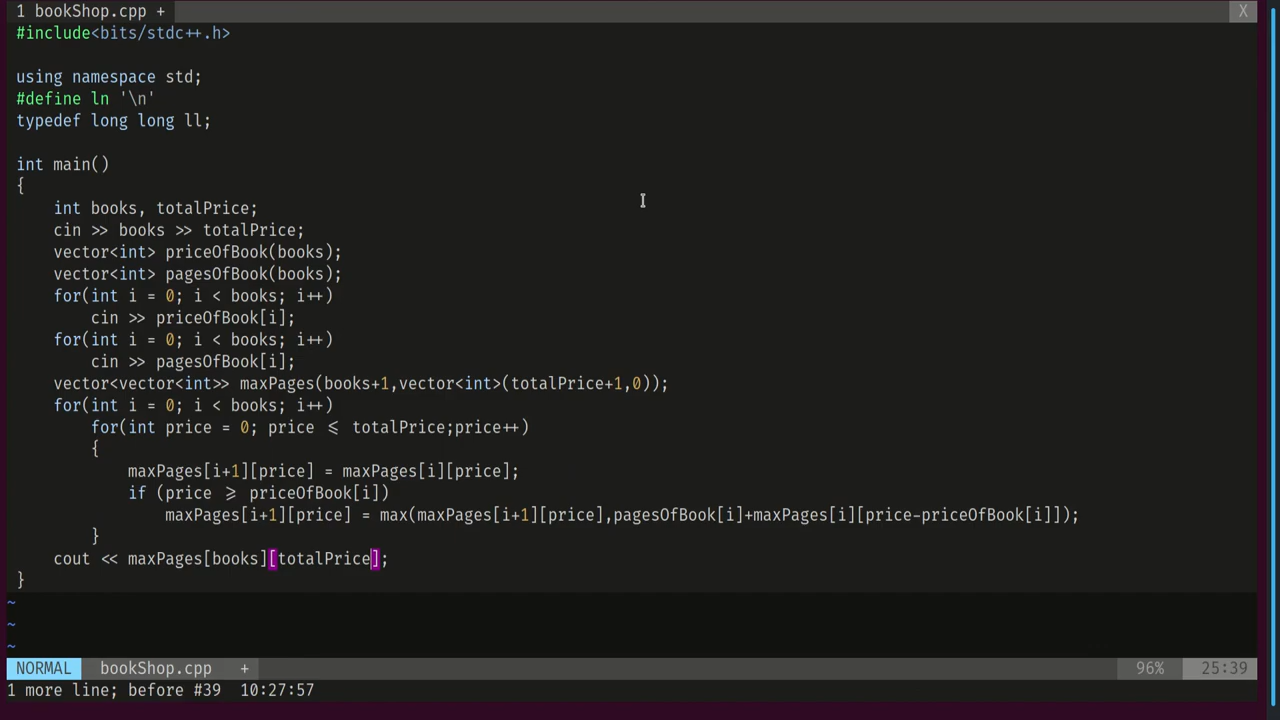 1 bookShop.cpp + X
#include<bits/stdc++.h>
using namespace std;
#define ln '\n'
typedef long long ll;
int main()
{
    int books, totalPrice;
    cin >> books >> totalPrice;
    vector<int> priceOfBook(books);
    vector<int> pagesOfBook(books);
    for(int i = 0; i < books; i++)
        cin >> priceOfBook[i];
    for(int i = 0; i < books; i++)
        cin >> pagesOfBook[i];
    vector<vector<int>> maxPages(books+1,vector<int>(totalPrice+1,0));
    for(int i = 0; i < books; i++)
        for(int price = 0; price <= totalPrice;price++)
        {
            maxPages[i+1][price] = maxPages[i][price];
            if (price >= priceOfBook[i])
                maxPages[i+1][price] = max(maxPages[i+1][price],pagesOfBook[i]+maxPages[i][price-priceOfBook[i]]);
        }
    cout << maxPages[books][totalPrice];
}
~
~
~
NORMAL bookShop.cpp + 96% 25:39
1 more line; before #39 10:27:57